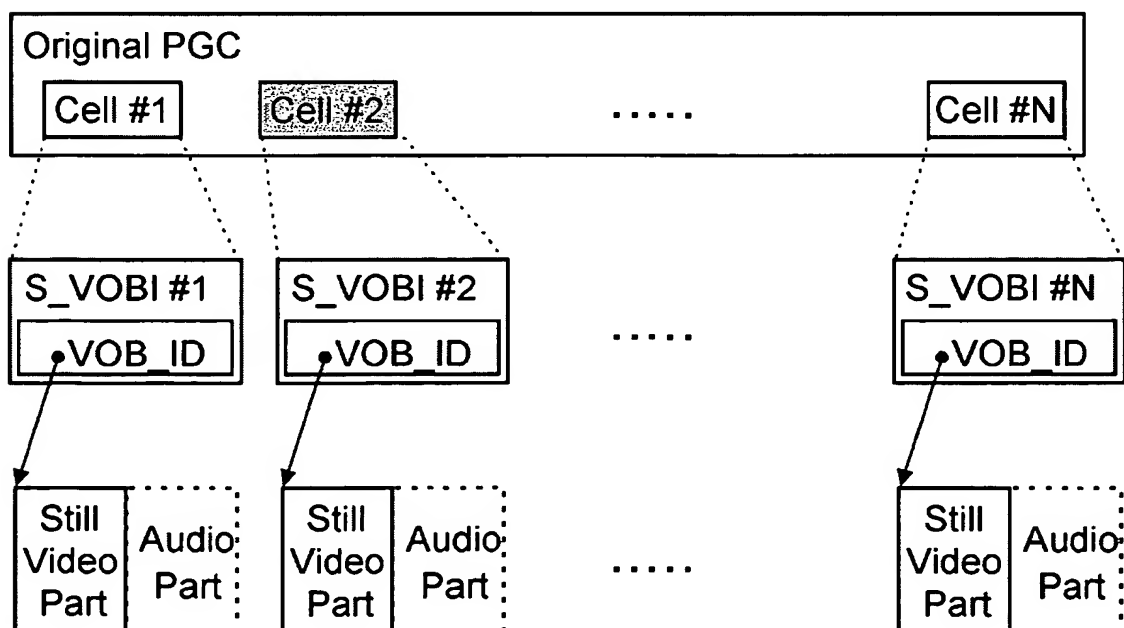 Original PGC
Cell #1 Cell #2 ..... Cell #N
S_VOBI #1 S_VOBI #2 S_VOBI #N
.....
VOB_ID VOB_ID VOB_ID
Still Video Part Audio Part Still Video Part Audio Part ..... Still Video Part Audio Part